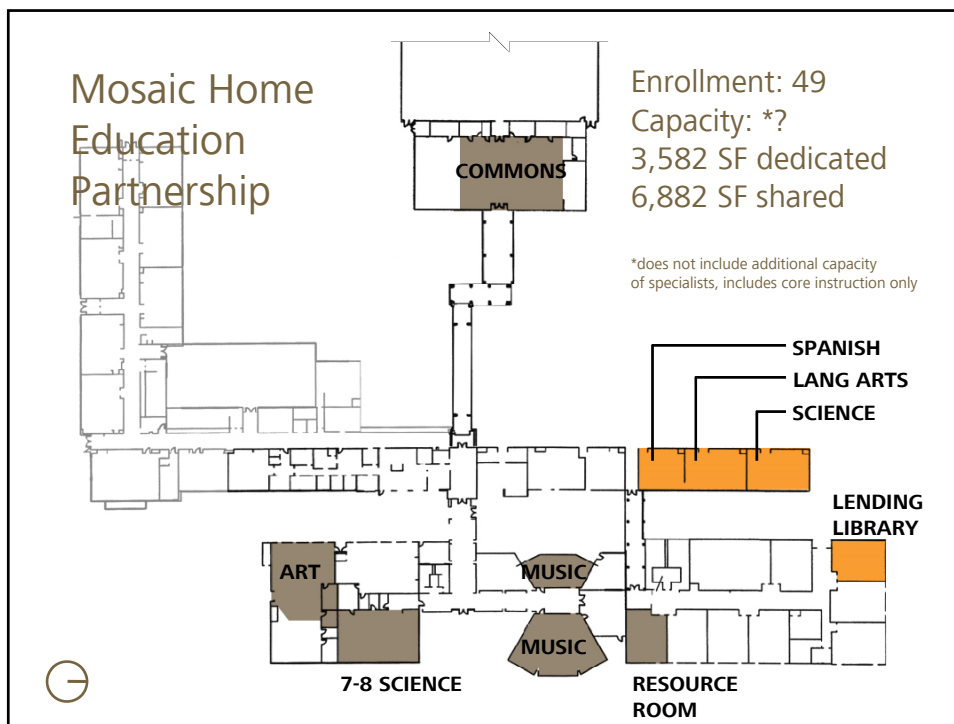 Mosaic Home
Education
Partnership
Enrollment: 49
Capacity: *?
3,582 SF dedicated
6,882 SF shared
*does not include additional capacity
of specialists, includes core instruction only
COMMONS
SPANISH
LANG ARTS
SCIENCE
LENDING
LIBRARY
ART
MUSIC
MUSIC
7-8 SCIENCE
RESOURCE
ROOM